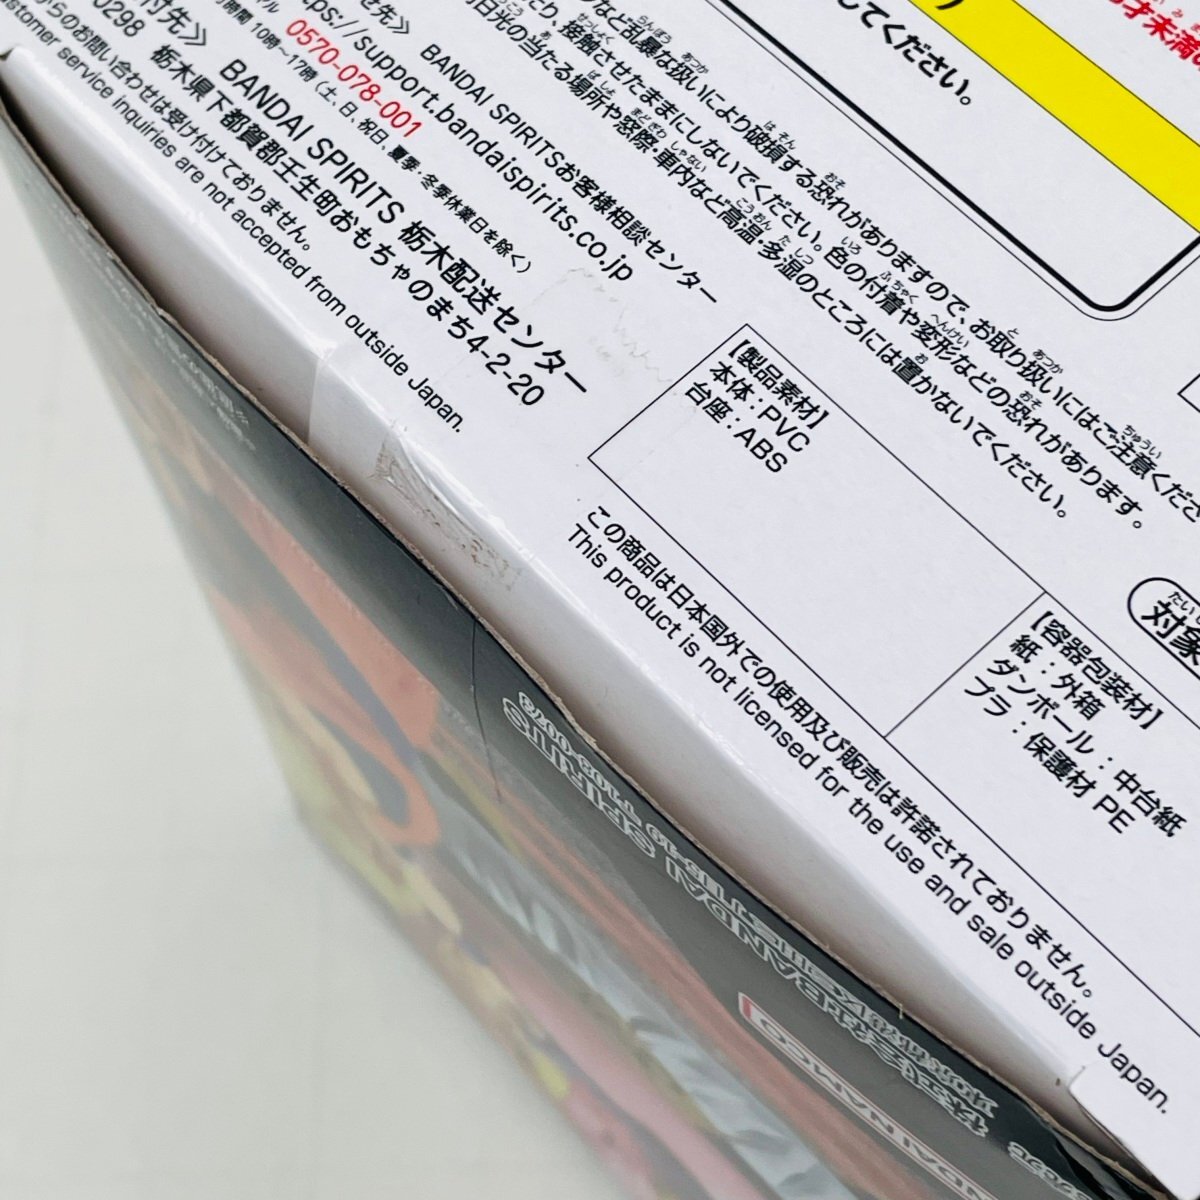 してください。
BANDAI SPIRITSお客様相談センター
https://support.bandaispirits.co.jp
0570-078-001
10時～17時(土、日、祝日、夏季・冬季休業日を除く)
BANDAI SPIRITS 栃木配送センター
栃木県下都賀郡壬生町おもちゃのまち4-2-20
からのお問い合わせは受け付けておりません。
customer service inquiries are not accepted from outside Japan.
など乱暴な扱いにより破損する恐れがありますので、お取り扱いにはご注意くださ
接触させたままにしないでください。色の付着や変形などの恐れがあります。
日光の当たる場所や窓際・車内など高温・多湿のところには置かないでください。
【製品素材】
本体：PVC
台座：ABS
対象
【容器包装材】
紙：外箱
ダンボール：中台紙
プラ：保護材 PE
この商品は日本国外での使用及び販売は許諾されておりません。
This product is not licensed for the use and sale outside Japan.
BANDAI SPIRITS